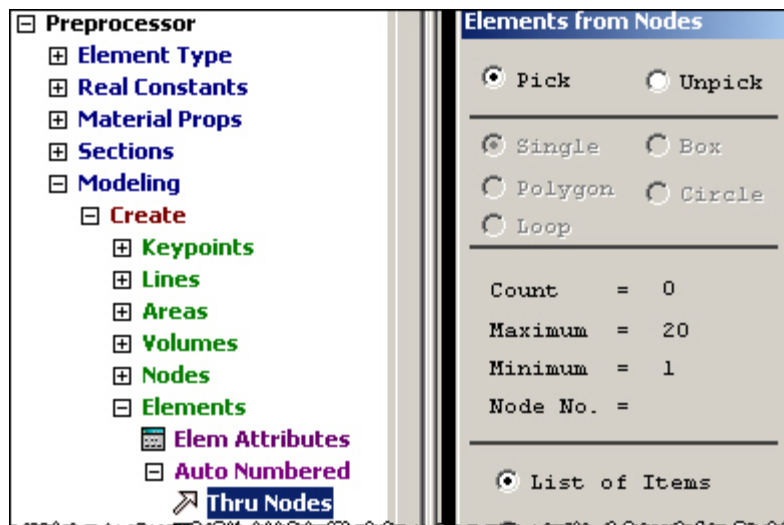 Preprocessor
Element Type
Real Constants
Material Props
Sections
Modeling
Create
Keypoints
Lines
Areas
Volumes
Nodes
Elements
Elem Attributes
Auto Numbered
Thru Nodes
Elements from Nodes
Pick Unpick
Single Box
Polygon Circle
Loop
Count = 0
Maximum = 20
Minimum = 1
Node No. =
List of Items